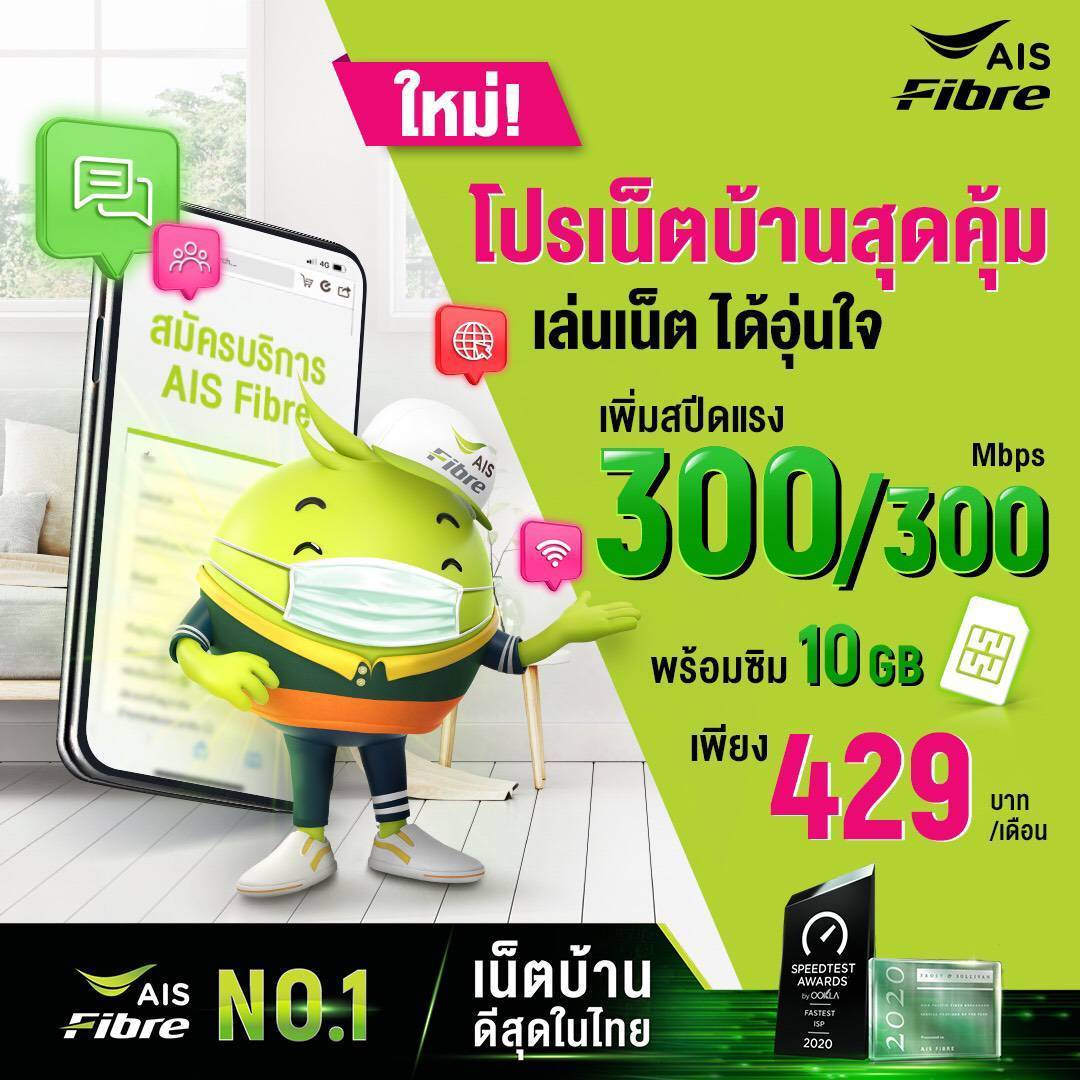 AIS
Fibre
ใหม่!
โปรเน็ตบ้านสุดคุ้ม
เล่นเน็ต ได้อุ่นใจ
เพิ่มสปีดแรง
300/300 Mbps
พร้อมซิม 10 GB
เพียง 429 บาท
/เดือน
4G
สมัครบริการ
AIS Fibre
AIS
Fibre
AIS
Fibre
NO.1
เน็ตบ้าน
ดีสุดในไทย
SPEEDTEST
AWARDS
by OOKLA
FASTEST
ISP
2020
2020
FROST & SULLIVAN
AIS FIBRE